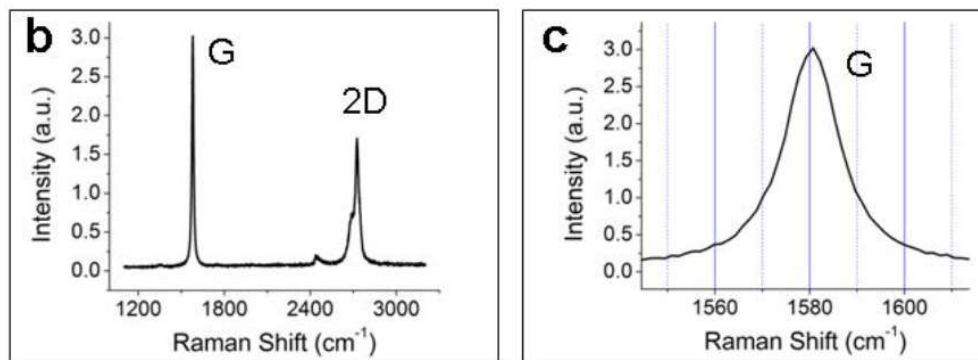 b
G
2D
3.0
2.5
2.0
1.5
1.0
0.5
0.0
Intensity (a.u.)
1200 1800 2400 3000
Raman Shift (cm⁻¹)
c
G
3.0
2.5
2.0
1.5
1.0
0.5
0.0
Intensity (a.u.)
1560 1580 1600
Raman Shift (cm⁻¹)